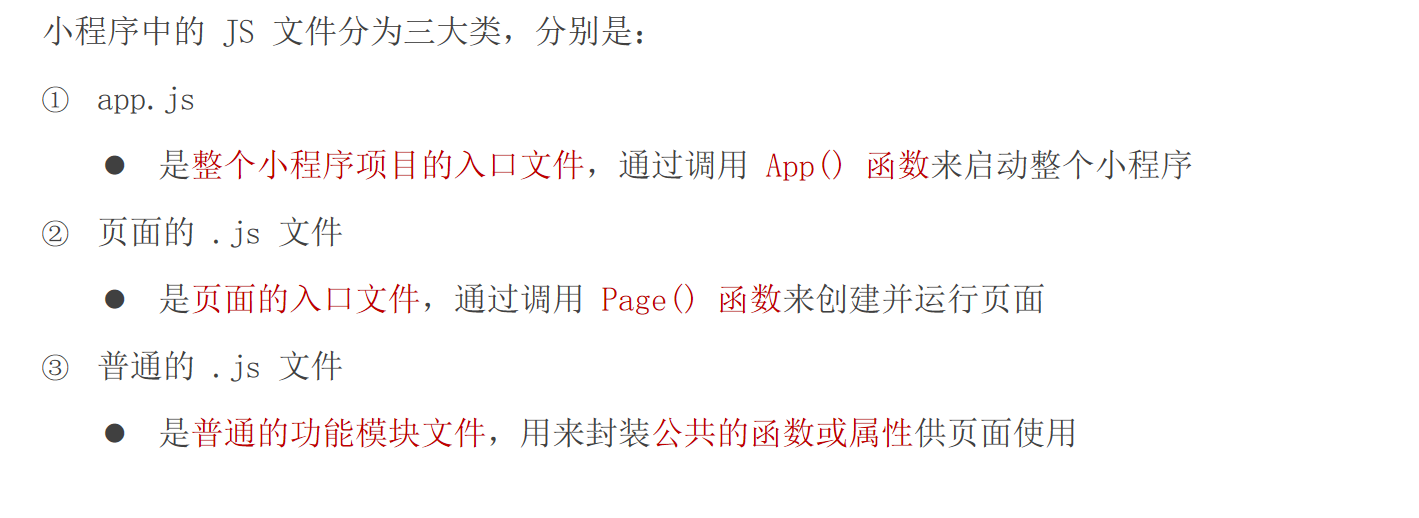 小程序中的 JS 文件分为三大类，分别是：
① app.js
● 是整个小程序项目的入口文件，通过调用 App() 函数来启动整个小程序
② 页面的 .js 文件
● 是页面的入口文件，通过调用 Page() 函数来创建并运行页面
③ 普通的 .js 文件
● 是普通的功能模块文件，用来封装公共的函数或属性供页面使用